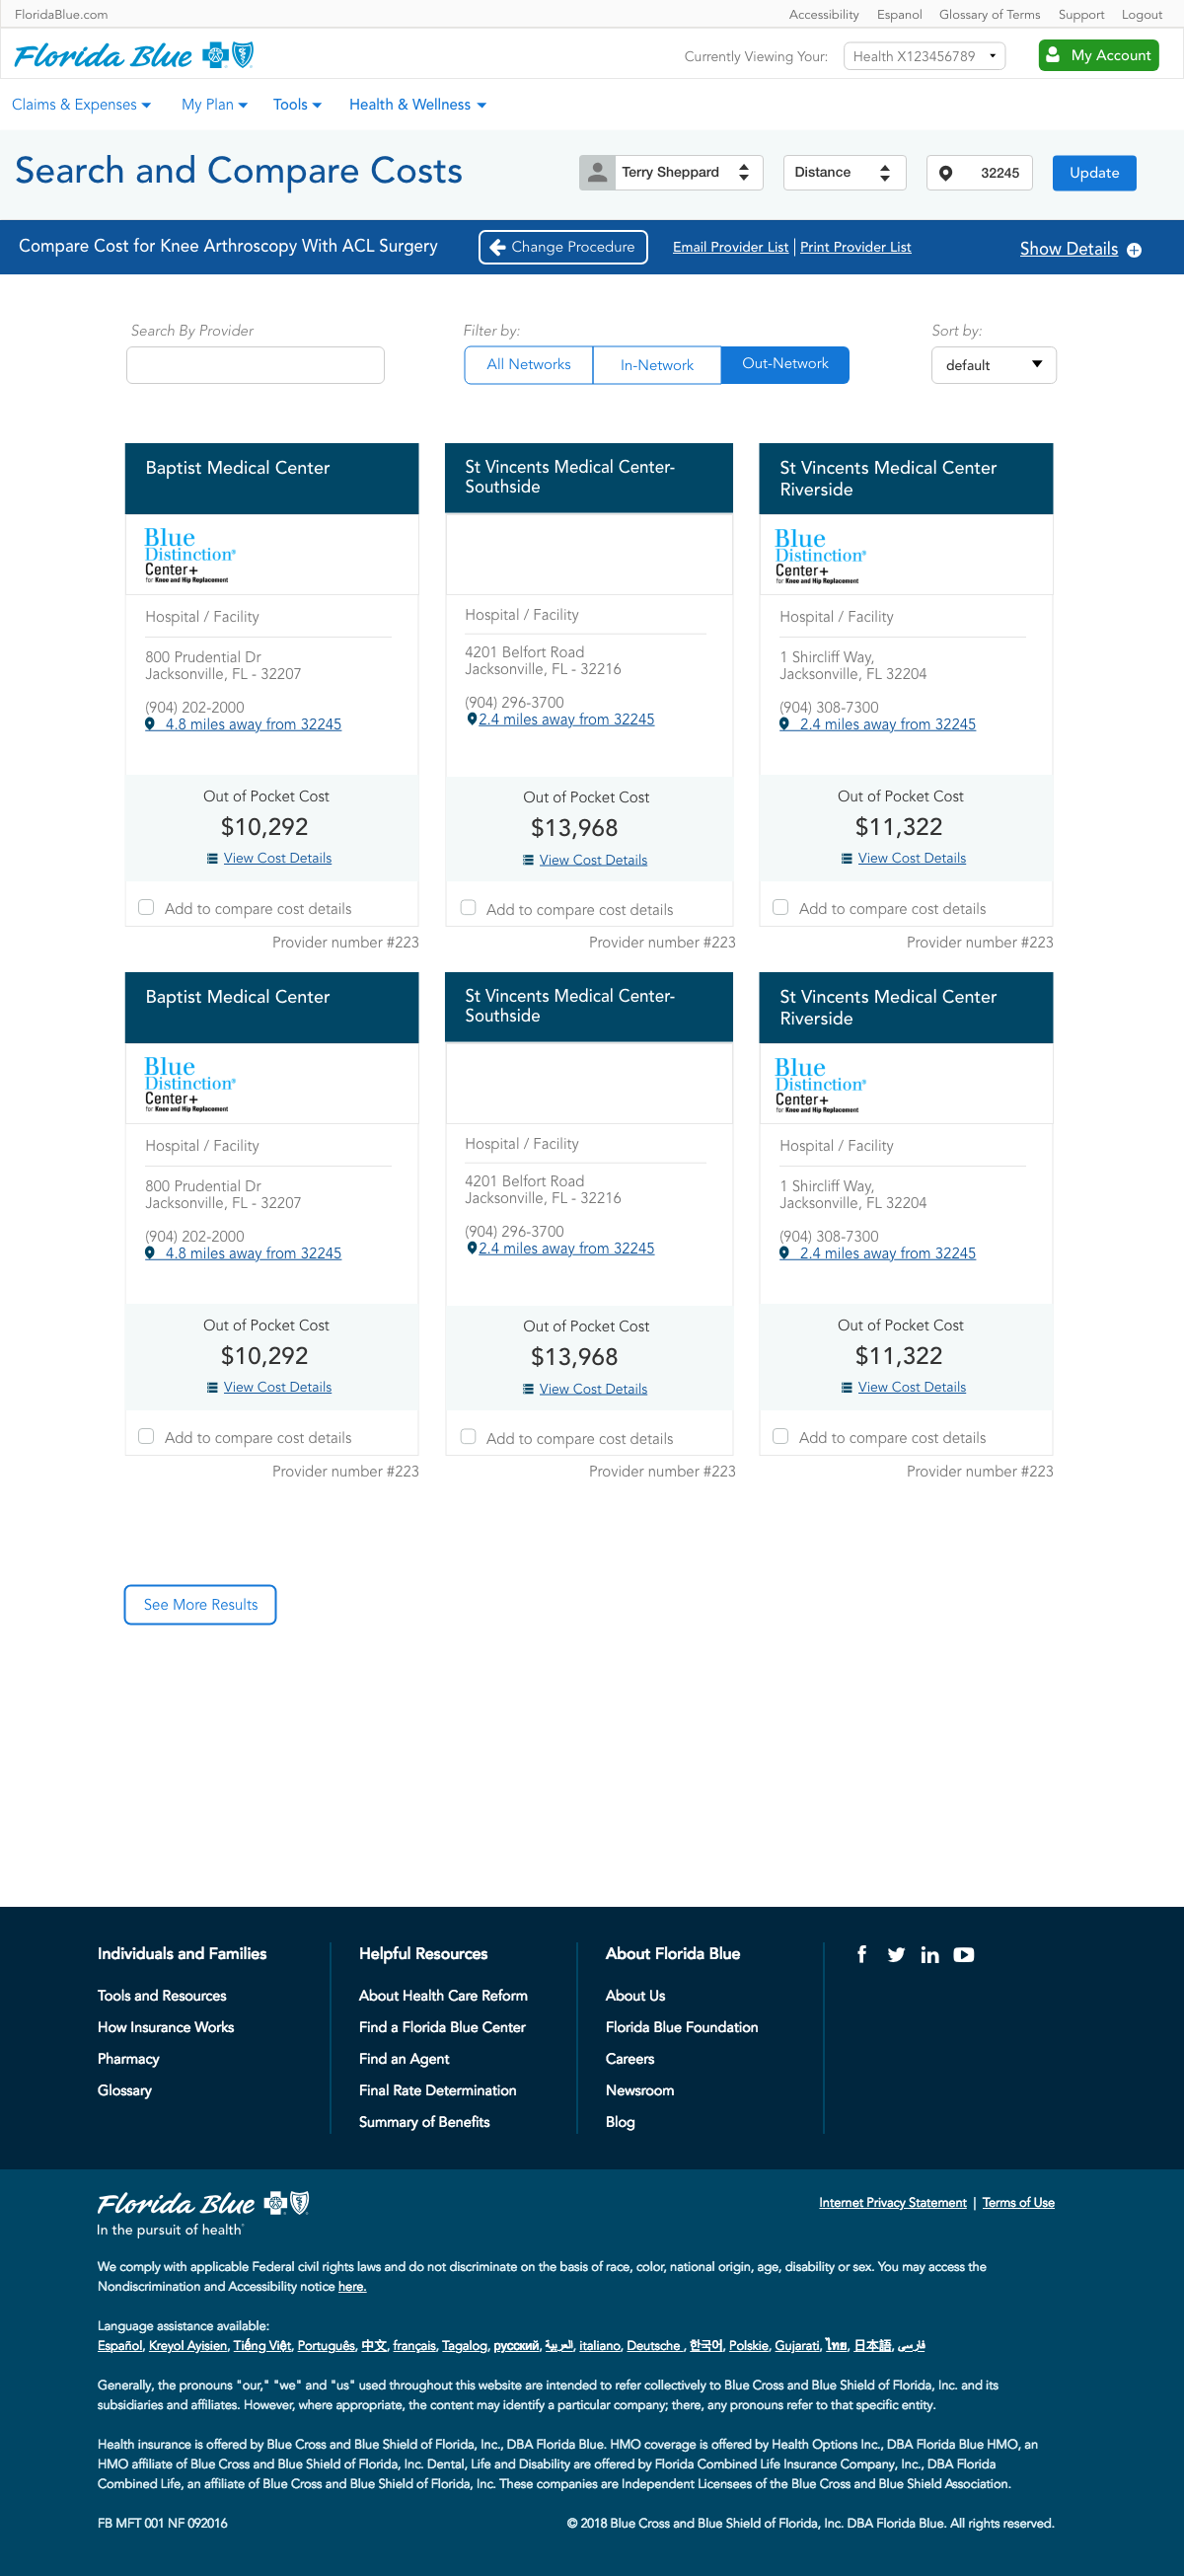 FloridaBlue.com Accessibility Espanol Glossary of Terms Support Logout
Florida Blue Currently Viewing Your: Health X123456789 My Account
Claims & Expenses My Plan Tools Health & Wellness
Search and Compare Costs Terry Sheppard Distance 32245 Update
Compare Cost for Knee Arthroscopy With ACL Surgery Change Procedure Email Provider List | Print Provider List Show Details
Search By Provider Filter by: Sort by:
All Networks In-Network Out-Network default
Baptist Medical Center
Blue
Distinction®
Center+
for Knee and Hip Replacement
Hospital / Facility
800 Prudential Dr
Jacksonville, FL - 32207
(904) 202-2000
4.8 miles away from 32245
Out of Pocket Cost
$10,292
View Cost Details
Add to compare cost details
Provider number #223
St Vincents Medical Center-
Southside
Hospital / Facility
4201 Belfort Road
Jacksonville, FL - 32216
(904) 296-3700
2.4 miles away from 32245
Out of Pocket Cost
$13,968
View Cost Details
Add to compare cost details
Provider number #223
St Vincents Medical Center
Riverside
Blue
Distinction®
Center+
for Knee and Hip Replacement
Hospital / Facility
1 Shircliff Way,
Jacksonville, FL 32204
(904) 308-7300
2.4 miles away from 32245
Out of Pocket Cost
$11,322
View Cost Details
Add to compare cost details
Provider number #223
Baptist Medical Center
Blue
Distinction®
Center+
for Knee and Hip Replacement
Hospital / Facility
800 Prudential Dr
Jacksonville, FL - 32207
(904) 202-2000
4.8 miles away from 32245
Out of Pocket Cost
$10,292
View Cost Details
Add to compare cost details
Provider number #223
St Vincents Medical Center-
Southside
Hospital / Facility
4201 Belfort Road
Jacksonville, FL - 32216
(904) 296-3700
2.4 miles away from 32245
Out of Pocket Cost
$13,968
View Cost Details
Add to compare cost details
Provider number #223
St Vincents Medical Center
Riverside
Blue
Distinction®
Center+
for Knee and Hip Replacement
Hospital / Facility
1 Shircliff Way,
Jacksonville, FL 32204
(904) 308-7300
2.4 miles away from 32245
Out of Pocket Cost
$11,322
View Cost Details
Add to compare cost details
Provider number #223
See More Results
Individuals and Families
Tools and Resources
How Insurance Works
Pharmacy
Glossary
Helpful Resources
About Health Care Reform
Find a Florida Blue Center
Find an Agent
Final Rate Determination
Summary of Benefits
About Florida Blue
About Us
Florida Blue Foundation
Careers
Newsroom
Blog
Florida Blue
In the pursuit of health
Internet Privacy Statement | Terms of Use
We comply with applicable Federal civil rights laws and do not discriminate on the basis of race, color, national origin, age, disability or sex. You may access the
Nondiscrimination and Accessibility notice here.
Language assistance available:
Español, Kreyol Ayisien, Tiếng Việt, Português, 中文, français, Tagalog, русский, العربية, italiano, Deutsche , 한국어, Polskie, Gujarati, ไทย, 日本語, فارسی
Generally, the pronouns "our," "we" and "us" used throughout this website are intended to refer collectively to Blue Cross and Blue Shield of Florida, Inc. and its
subsidiaries and affiliates. However, where appropriate, the content may identify a particular company; there, any pronouns refer to that specific entity.
Health insurance is offered by Blue Cross and Blue Shield of Florida, Inc., DBA Florida Blue. HMO coverage is offered by Health Options Inc., DBA Florida Blue HMO, an
HMO affiliate of Blue Cross and Blue Shield of Florida, Inc. Dental, Life and Disability are offered by Florida Combined Life Insurance Company, Inc., DBA Florida
Combined Life, an affiliate of Blue Cross and Blue Shield of Florida, Inc. These companies are Independent Licensees of the Blue Cross and Blue Shield Association.
FB MFT 001 NF 092016 © 2018 Blue Cross and Blue Shield of Florida, Inc. DBA Florida Blue. All rights reserved.